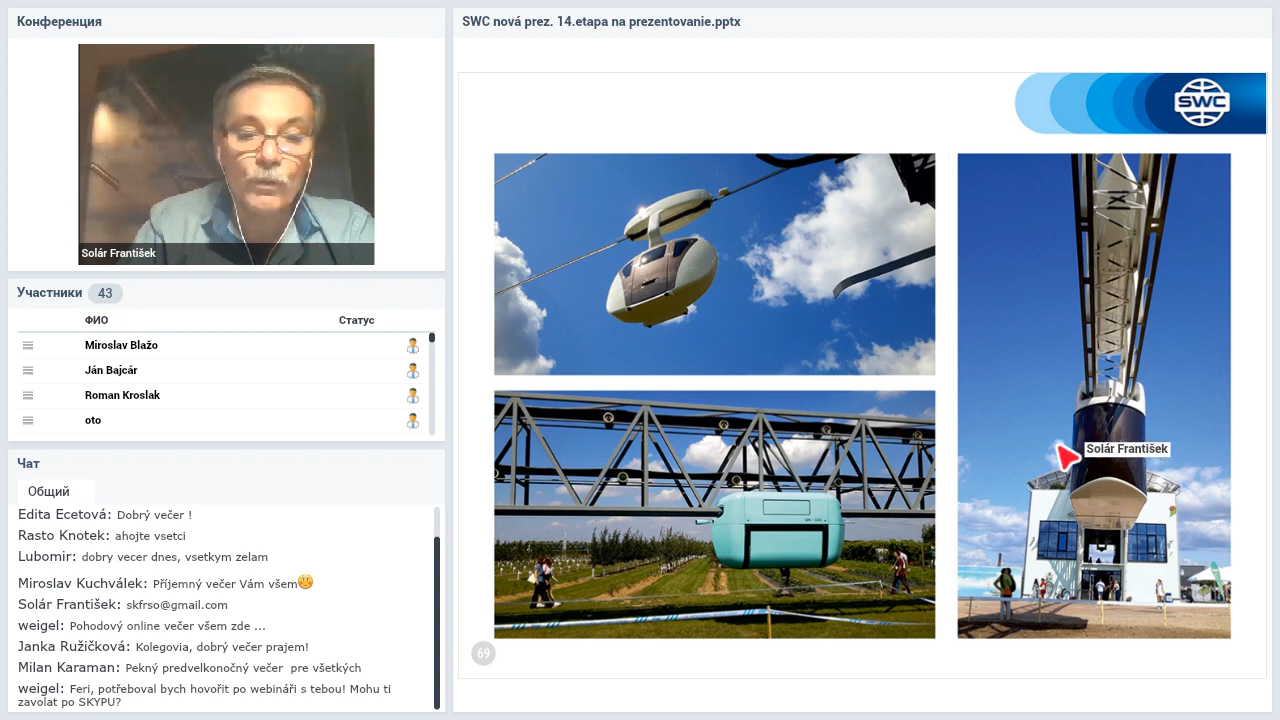 Конференция
Solár František
Участники 43
ФИО Статус
Miroslav Blažo
Ján Bajcár
Roman Kroslak
oto
Чат
Общий
Edita Ecetová: Dobrý večer !
Rasto Knotek: ahojte vsetci
Lubomir: dobry vecer dnes, vsetkym zelam
Miroslav Kuchválek: Příjemný večer Vám všem
Solár František: skfrso@gmail.com
weigel: Pohodový online večer všem zde ...
Janka Ružičková: Kolegovia, dobrý večer prajem!
Milan Karaman: Pekný predvelkonočný večer pre všetkých
weigel: Feri, potřeboval bych hovořit po webináři s tebou! Mohu ti
zavolat po SKYPU?
SWC nová prez. 14.etapa na prezentovanie.pptx
SWC
Solár František
69